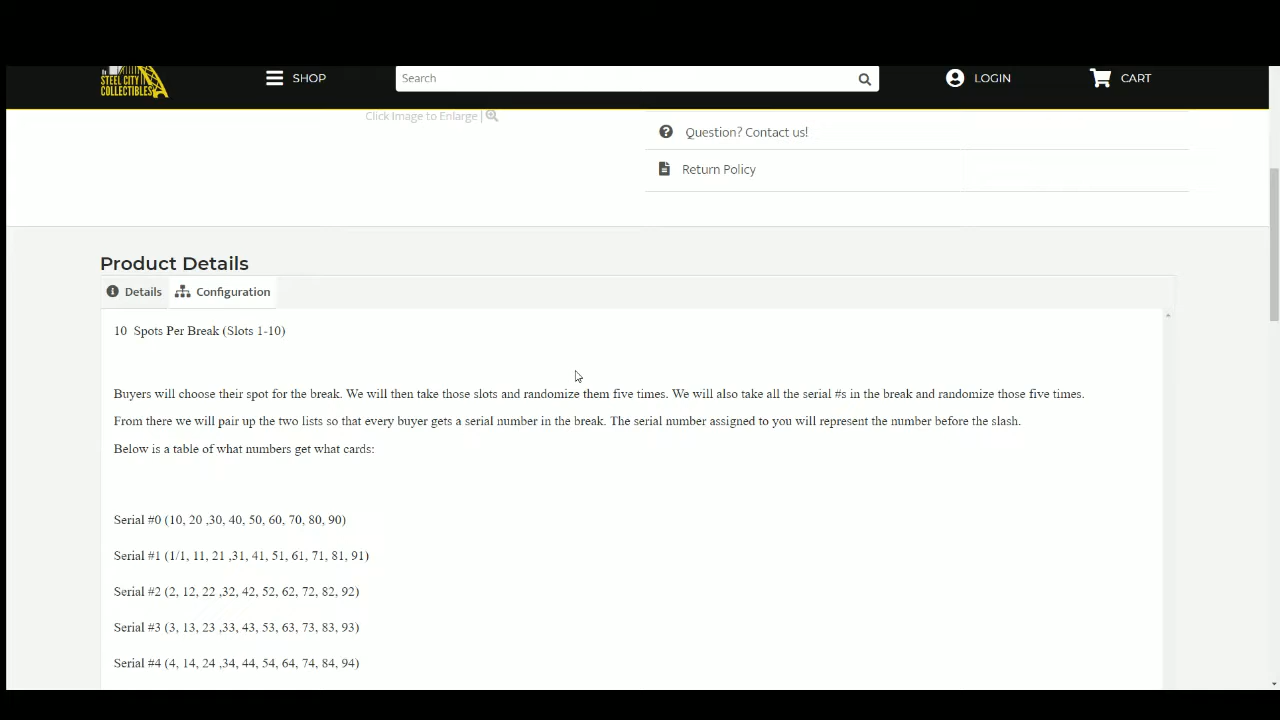 STEEL CITY
COLLECTIBLES
SHOP
Search
LOGIN
CART
Click Image to Enlarge |
Question? Contact us!
Return Policy
Product Details
Details
Configuration
10 Spots Per Break (Slots 1-10)
Buyers will choose their spot for the break. We will then take those slots and randomize them five times. We will also take all the serial #s in the break and randomize those five times.
From there we will pair up the two lists so that every buyer gets a serial number in the break. The serial number assigned to you will represent the number before the slash.
Below is a table of what numbers get what cards:
Serial #0 (10, 20 ,30, 40, 50, 60, 70, 80, 90)
Serial #1 (1/1, 11, 21 ,31, 41, 51, 61, 71, 81, 91)
Serial #2 (2, 12, 22 ,32, 42, 52, 62, 72, 82, 92)
Serial #3 (3, 13, 23 ,33, 43, 53, 63, 73, 83, 93)
Serial #4 (4, 14, 24 ,34, 44, 54, 64, 74, 84, 94)